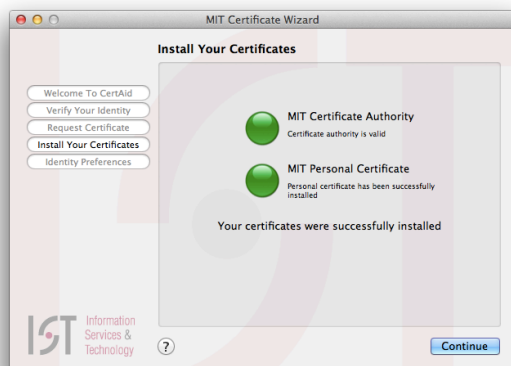 MIT Certificate Wizard
Install Your Certificates
Welcome To CertAid
Verify Your Identity
Request Certificate
Install Your Certificates
Identity Preferences
MIT Certificate Authority
Certificate authority is valid
MIT Personal Certificate
Personal certificate has been successfully
installed
Your certificates were successfully installed
IST
Information
Services &
Technology
?
Continue